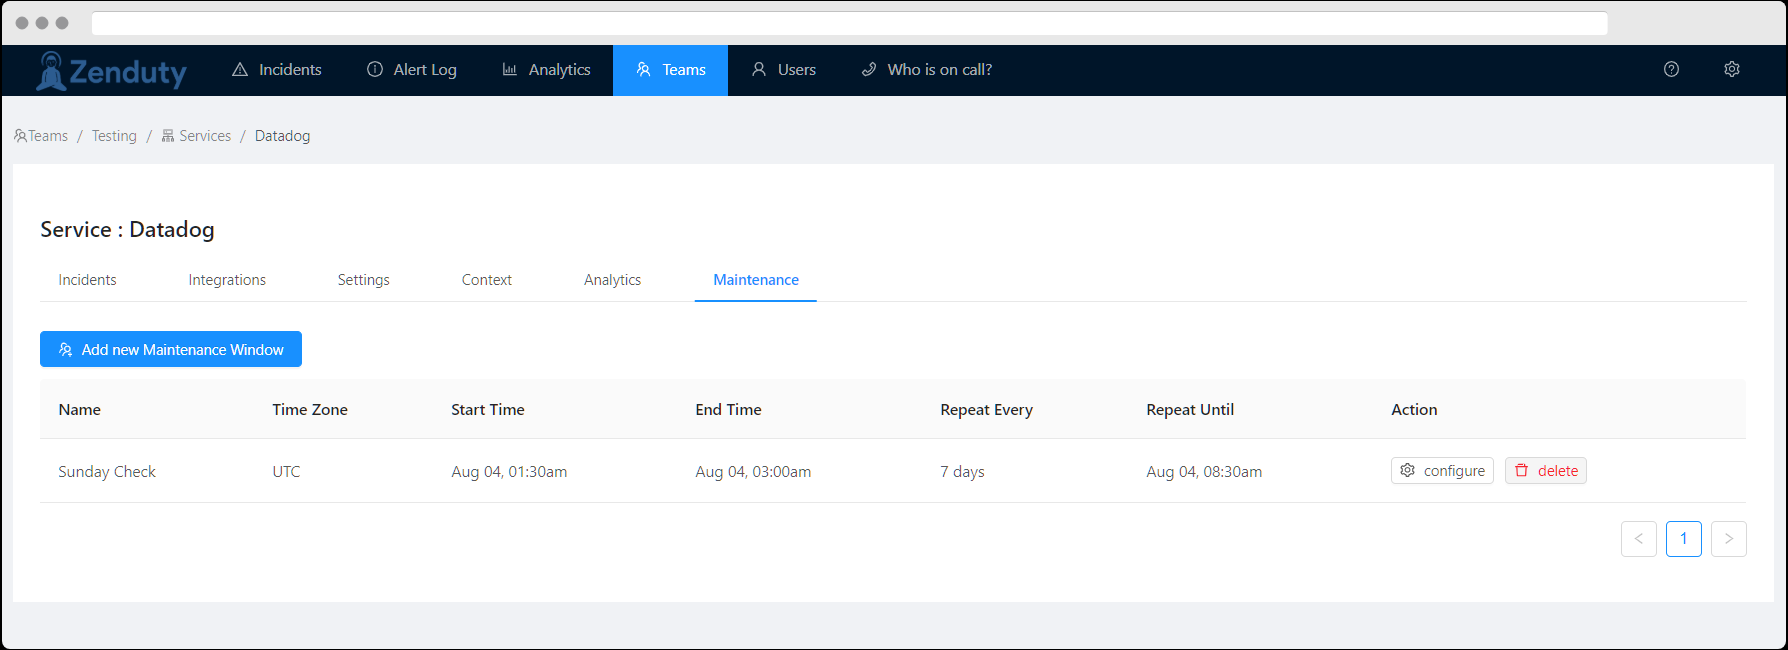 Zenduty Incidents Alert Log Analytics Teams Users Who is on call?
Teams / Testing / Services / Datadog
Service : Datadog
Incidents Integrations Settings Context Analytics Maintenance
Add new Maintenance Window
Name Time Zone Start Time End Time Repeat Every Repeat Until Action
Sunday Check UTC Aug 04, 01:30am Aug 04, 03:00am 7 days Aug 04, 08:30am configure delete
< 1 >